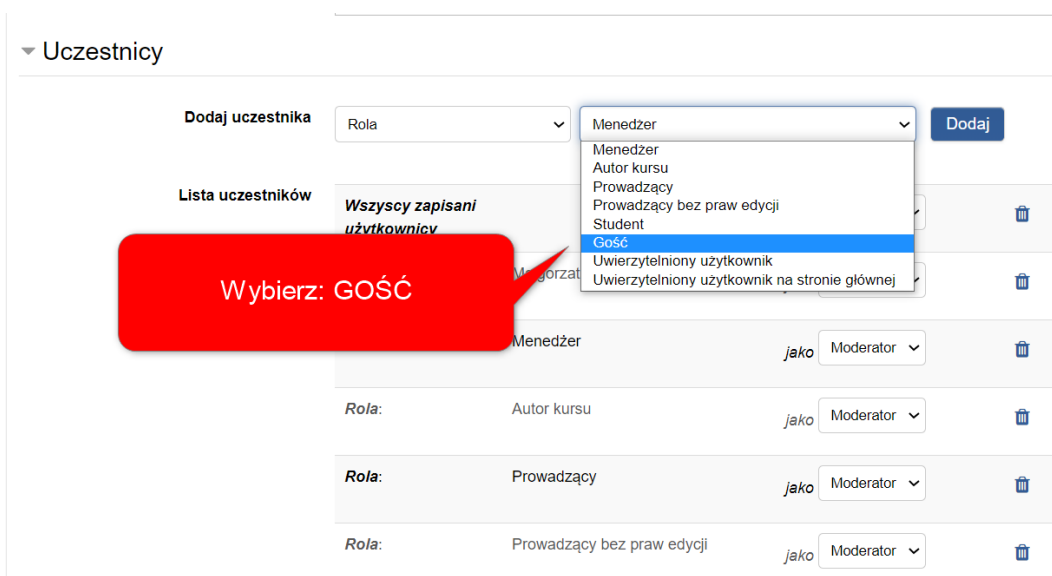 Uczestnicy
Dodaj uczestnika
Rola
Menedżer
Dodaj
Menedżer
Autor kursu
Prowadzący
Prowadzący bez praw edycji
Student
Gość
Uwierzytelniony użytkownik
Uwierzytelniony użytkownik na stronie głównej
Lista uczestników
Wszyscy zapisani
użytkownicy
Wybierz: GOŚĆ
Menedżer jako Moderator
Rola: Autor kursu jako Moderator
Rola: Prowadzący jako Moderator
Rola: Prowadzący bez praw edycji jako Moderator